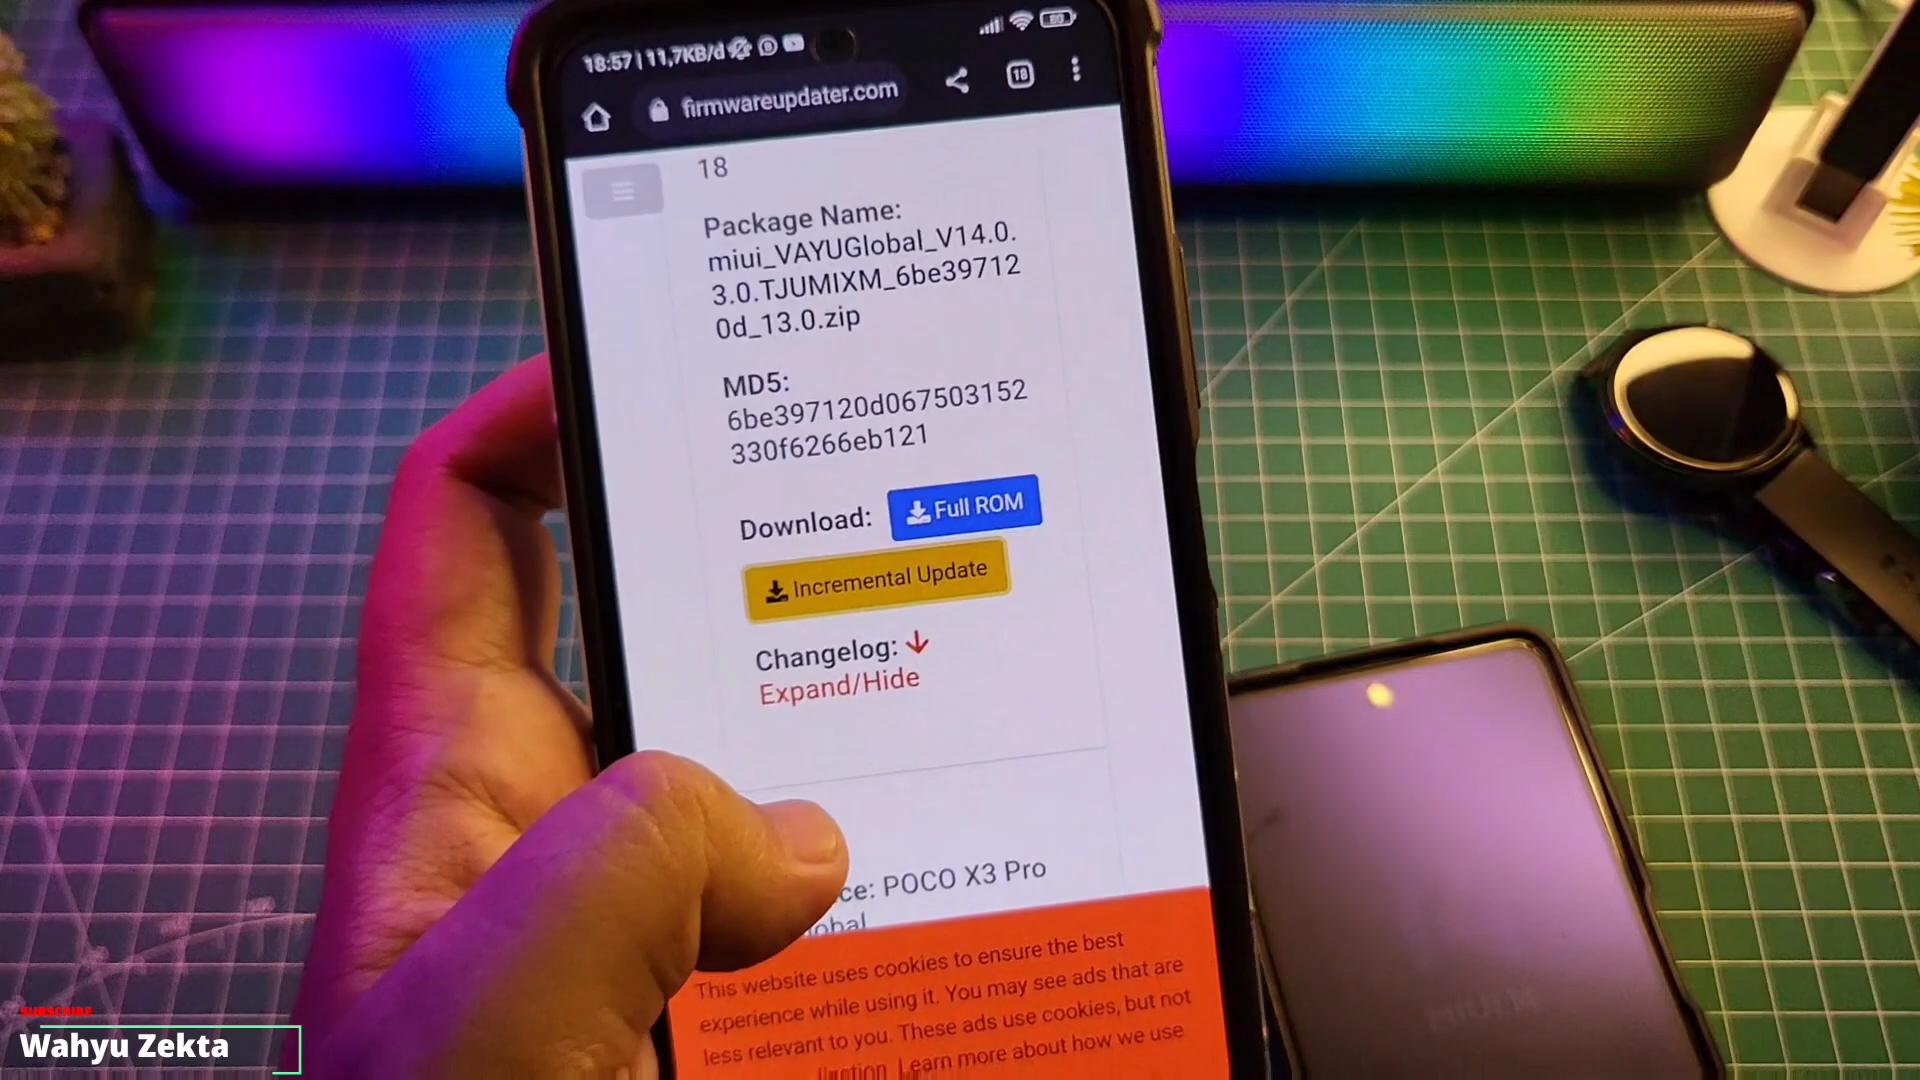 18:57 | 11,7KB/d
80
firmwareupdater.com
18
18
Package Name:
miui_VAYUGlobal_V14.0.
3.0.TJUMIXM_6be39712
0d_13.0.zip
MD5:
6be397120d067503152
330f6266eb121
Download: Full ROM
Incremental Update
Changelog:
Expand/Hide
ce: POCO X3 Pro
obal
This website uses cookies to ensure the best
experience while using it. You may see ads that are
less relevant to you. These ads use cookies, but not
Learn more about how we use
SUBSCRIBE
Wahyu Zekta